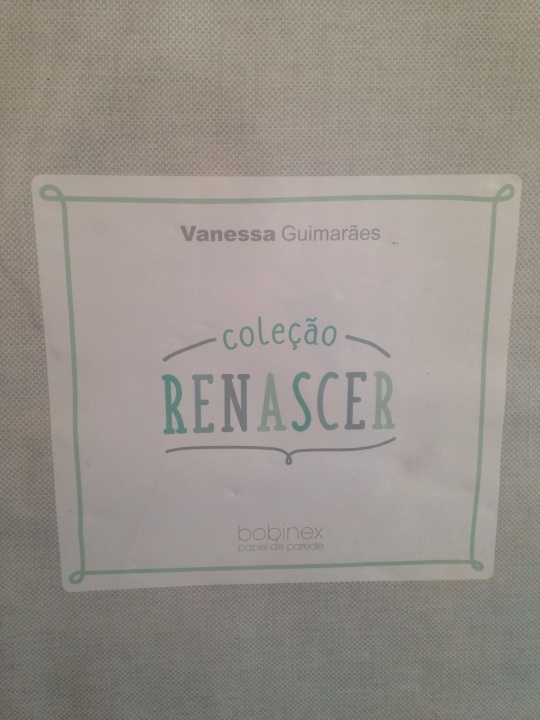 Vanessa Guimarães
coleção
RENASCER
bobinex
papel de parede